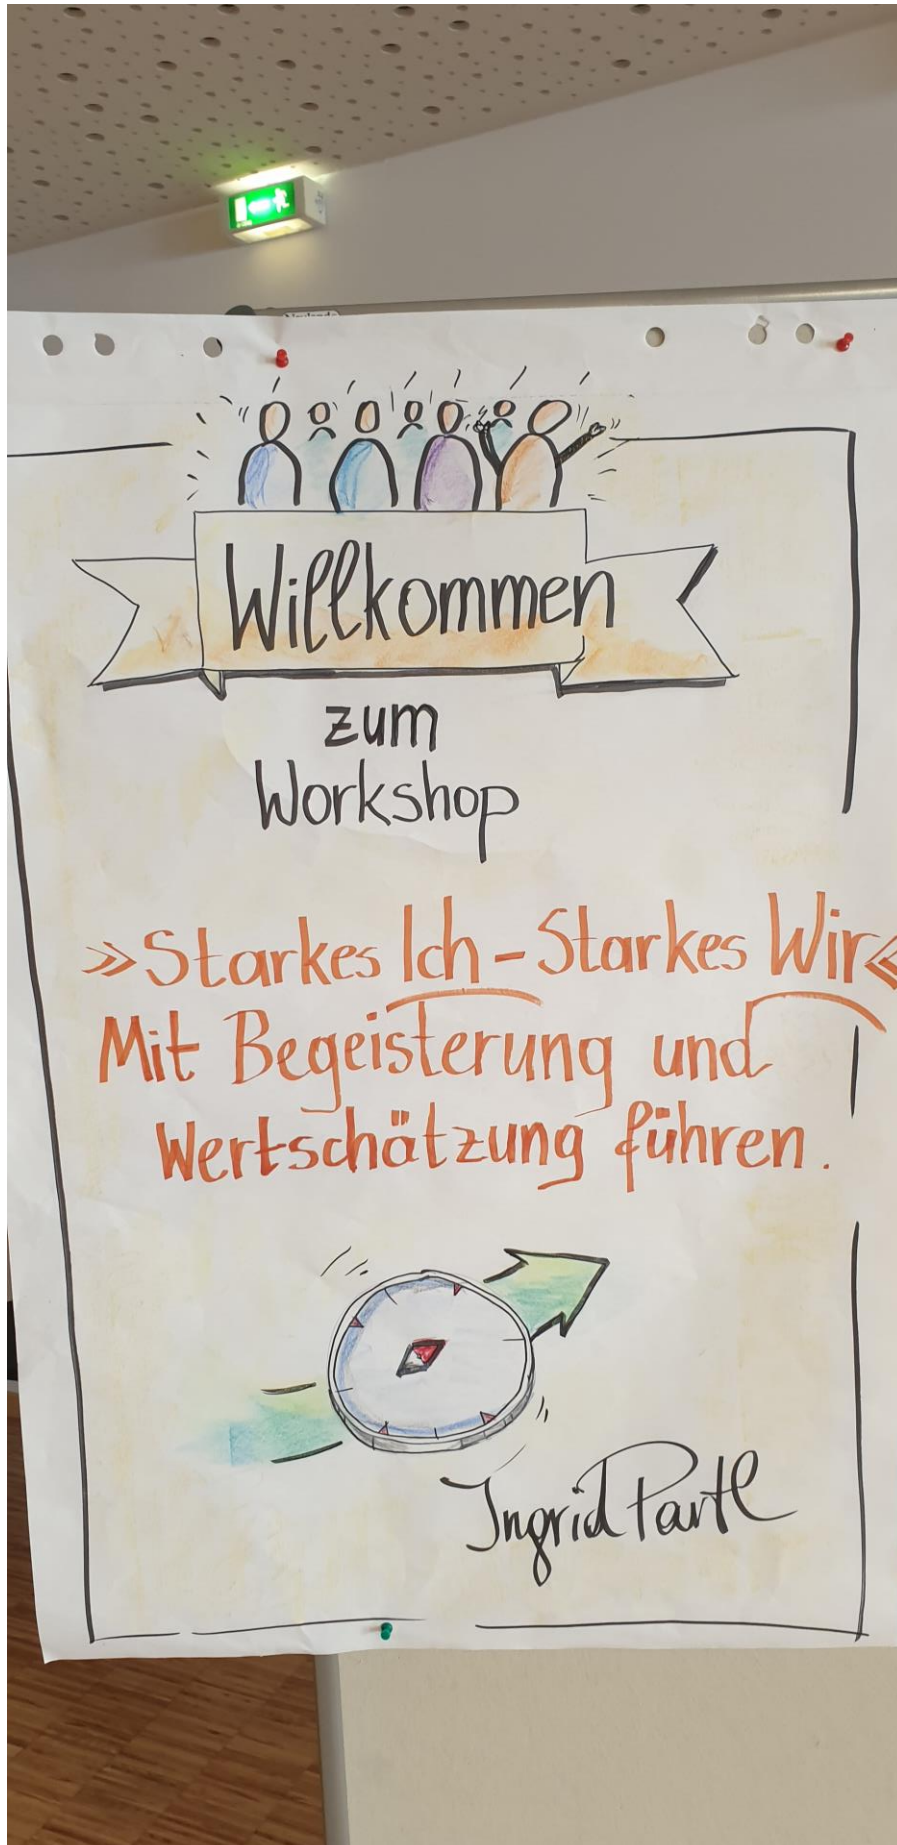 Willkommen
zum
Workshop
»Starkes Ich - Starkes Wir«
Mit Begeisterung und
Wertschätzung führen.
Ingrid Partl